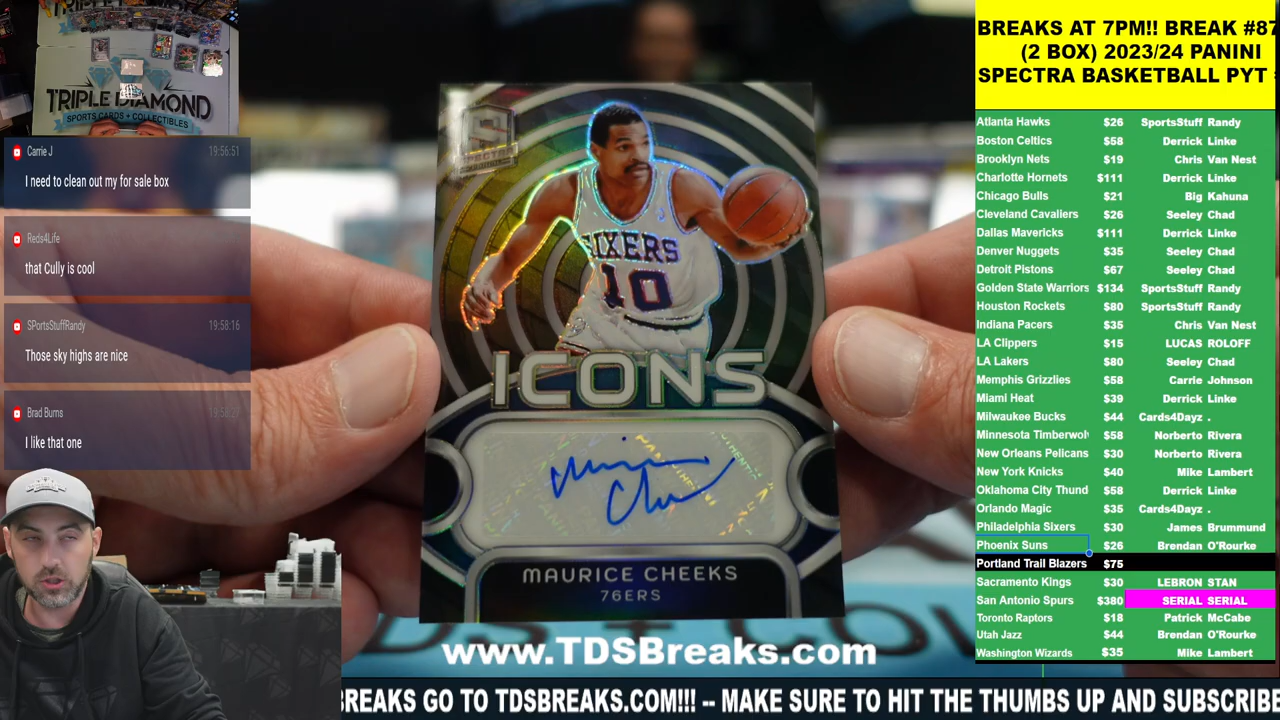 TRIPLE DIAMOND
SPORTS CARDS + COLLECTIBLES
Carrie J 19:56:51
I need to clean out my for sale box
Reds4Life
that Cully is cool
SPortsStuffRandy 19:58:16
Those sky highs are nice
Brad Burns
I like that one
SIXERS
10
ICONS
MAURICE CHEEKS
76ERS
www.TDSBreaks.com
BREAKS AT 7PM!! BREAK #87
(2 BOX) 2023/24 PANINI
SPECTRA BASKETBALL PYT
Atlanta Hawks $26 SportsStuff Randy
Boston Celtics $58 Derrick Linke
Brooklyn Nets $19 Chris Van Nest
Charlotte Hornets $111 Derrick Linke
Chicago Bulls $21 Big Kahuna
Cleveland Cavaliers $26 Seeley Chad
Dallas Mavericks $111 Derrick Linke
Denver Nuggets $35 Seeley Chad
Detroit Pistons $67 Seeley Chad
Golden State Warriors $134 SportsStuff Randy
Houston Rockets $80 SportsStuff Randy
Indiana Pacers $35 Chris Van Nest
LA Clippers $15 LUCAS ROLOFF
LA Lakers $80 Seeley Chad
Memphis Grizzlies $58 Carrie Johnson
Miami Heat $39 Derrick Linke
Milwaukee Bucks $44 Cards4Dayz .
Minnesota Timberwol $58 Norberto Rivera
New Orleans Pelicans $30 Norberto Rivera
New York Knicks $40 Mike Lambert
Oklahoma City Thund $58 Derrick Linke
Orlando Magic $35 Cards4Dayz .
Philadelphia Sixers $30 James Brummund
Phoenix Suns $26 Brendan O'Rourke
Portland Trail Blazers $75
Sacramento Kings $30 LEBRON STAN
San Antonio Spurs $380 SERIAL SERIAL
Toronto Raptors $18 Patrick McCabe
Utah Jazz $44 Brendan O'Rourke
Washington Wizards $35 Mike Lambert
BREAKS GO TO TDSBREAKS.COM!!! -- MAKE SURE TO HIT THE THUMBS UP AND SUBSCRIBE